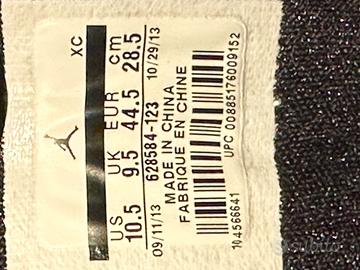 XC
US UK EUR cm
10.5 9.5 44.5 28.5
09/11/13 628584-123 10/29/13
MADE IN CHINA
FABRIQUE EN CHINE
UPC 00885176009152
104566641